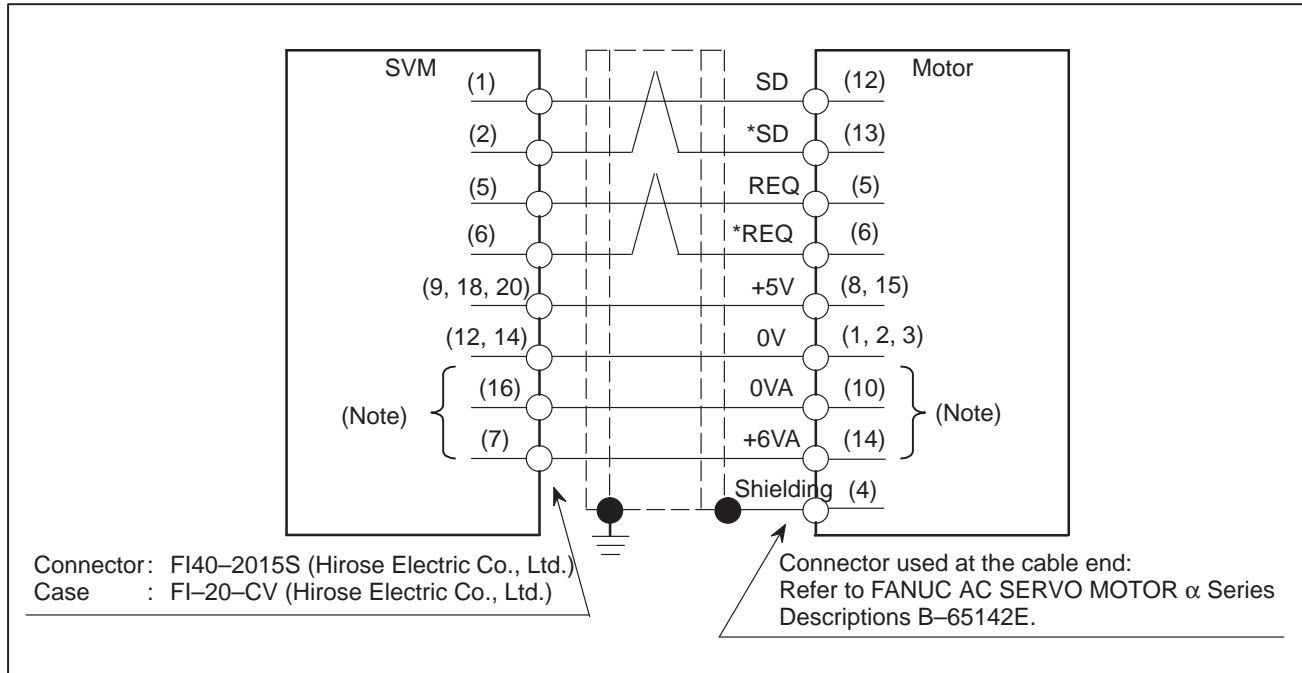 SVM Motor
(1) SD (12)
(2) *SD (13)
(5) REQ (5)
(6) *REQ (6)
(9, 18, 20) +5V (8, 15)
(12, 14) 0V (1, 2, 3)
(16) 0VA (10)
(Note) (Note)
(7) +6VA (14)
Shielding (4)
Connector : FI40–2015S (Hirose Electric Co., Ltd.)
Case : FI–20–CV (Hirose Electric Co., Ltd.)
Connector used at the cable end:
Refer to FANUC AC SERVO MOTOR α Series
Descriptions B–65142E.